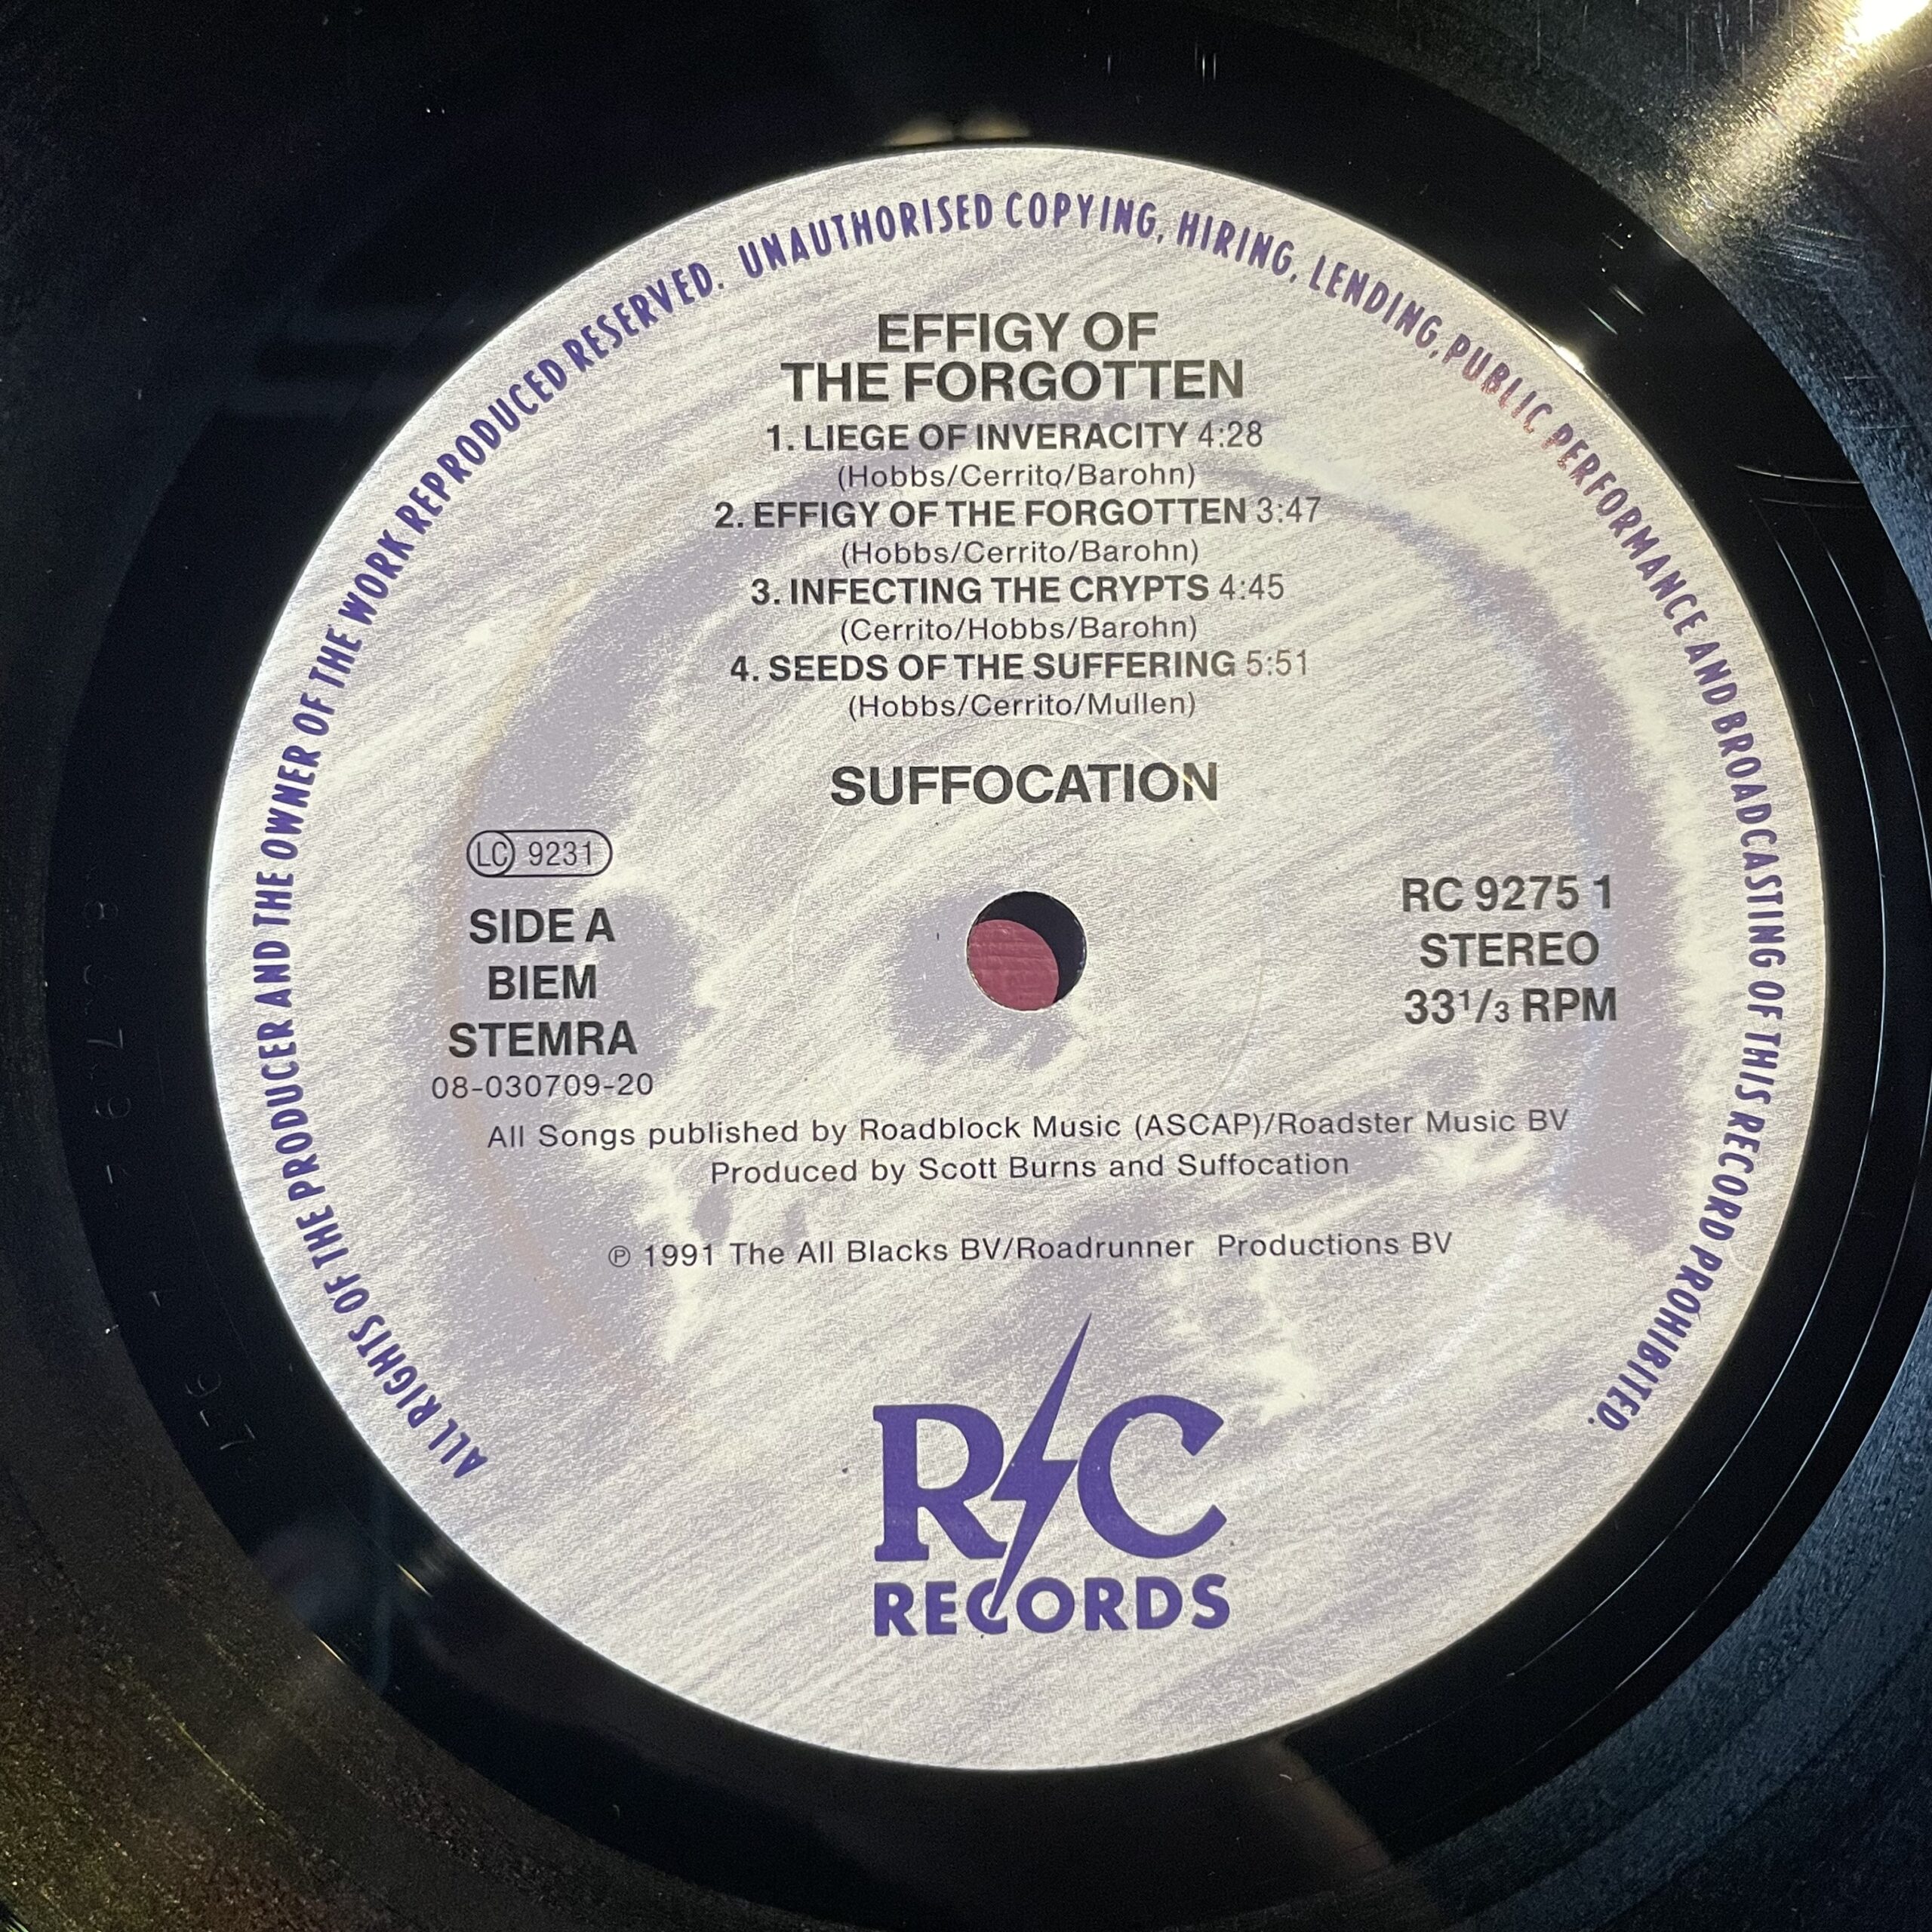 ALL RIGHTS OF THE PRODUCER AND THE OWNER OF THE WORK REPRODUCED RESERVED. UNAUTHORISED COPYING, HIRING, LENDING, PUBLIC PERFORMANCE AND BROADCASTING OF THIS RECORD PROHIBITED.
EFFIGY OF
THE FORGOTTEN
1. LIEGE OF INVERACITY 4:28
(Hobbs/Cerrito/Barohn)
2. EFFIGY OF THE FORGOTTEN 3:47
(Hobbs/Cerrito/Barohn)
3. INFECTING THE CRYPTS 4:45
(Cerrito/Hobbs/Barohn)
4. SEEDS OF THE SUFFERING 5:51
(Hobbs/Cerrito/Mullen)
SUFFOCATION
LC 9231
SIDE A
BIEM
STEMRA
08-030709-20
RC 9275 1
STEREO
33 1/3 RPM
All Songs published by Roadblock Music (ASCAP)/Roadster Music BV
Produced by Scott Burns and Suffocation
℗ 1991 The All Blacks BV/Roadrunner Productions BV
RC
RECORDS